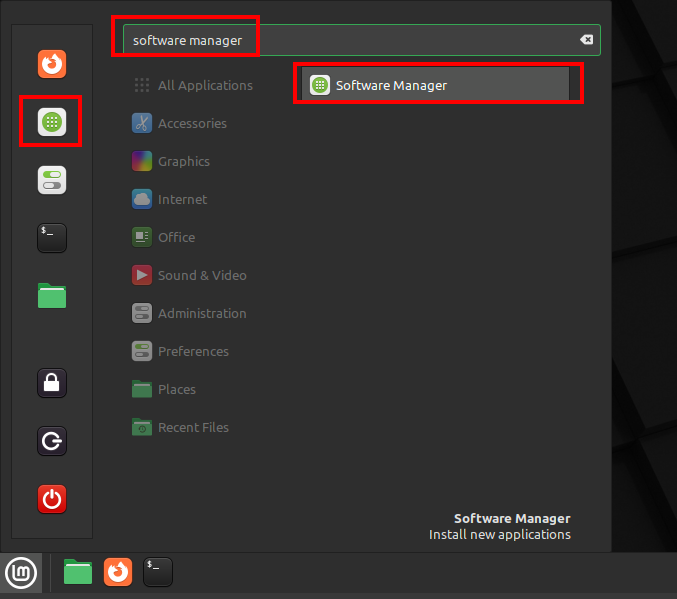 software manager
All Applications
Software Manager
Accessories
Graphics
Internet
Office
Sound & Video
Administration
Preferences
Places
Recent Files
Software Manager
Install new applications
$_
$_